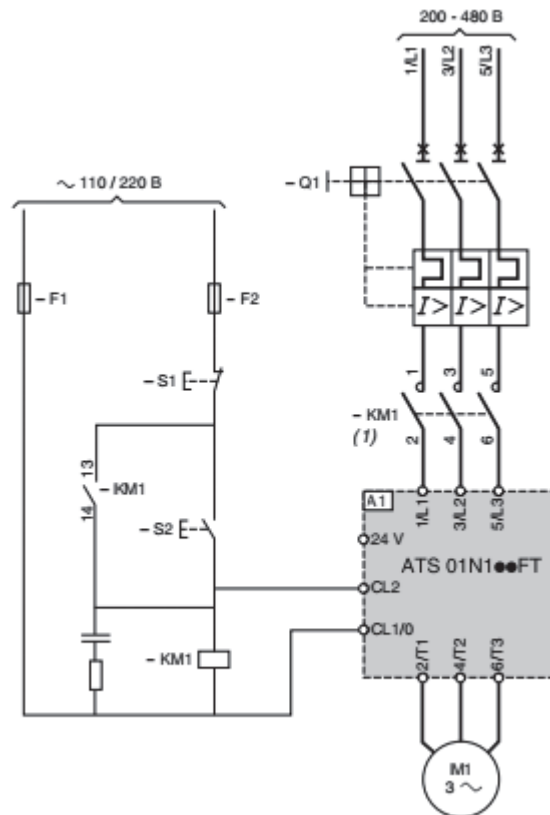 200 - 480 В
1/L1
3/L2
5/L3
~ 110 / 220 В
- Q1
- F1
- F2
I>
I>
I>
- S1
1
3
5
- KM1
(1)
2
4
6
13
- KM1
14
- S2
A1
1/L1
3/L2
5/L3
24 V
ATS 01N1●●FT
CL2
CL1/0
- KM1
2/T1
4/T2
6/T3
M1
3 ~